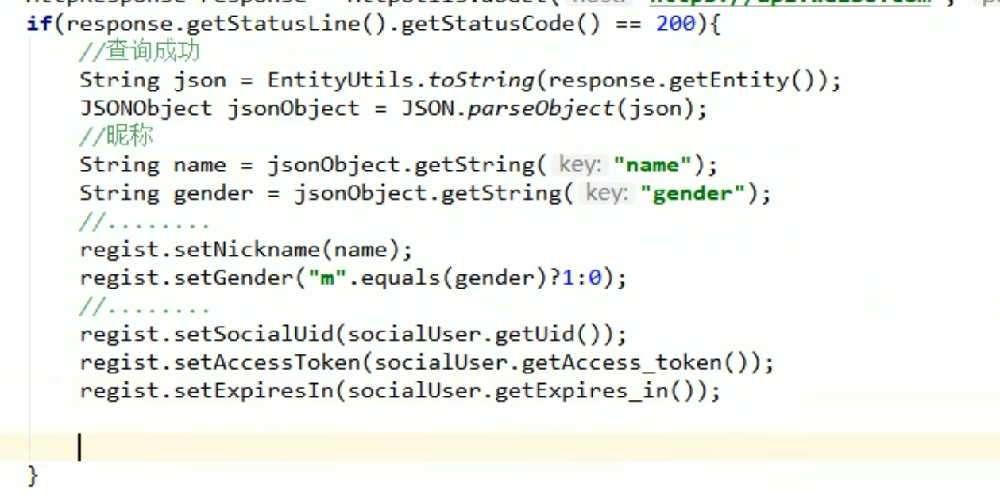 if(response.getStatusLine().getStatusCode() == 200){
//查询成功
String json = EntityUtils.toString(response.getEntity());
JSONObject jsonObject = JSON.parseObject(json);
//昵称
String name = jsonObject.getString( key: "name");
String gender = jsonObject.getString( key: "gender");
//........
regist.setNickname(name);
regist.setGender("m".equals(gender)?1:0);
//........
regist.setSocialUid(socialUser.getUid());
regist.setAccessToken(socialUser.getAccess_token());
regist.setExpiresIn(socialUser.getExpires_in());
}